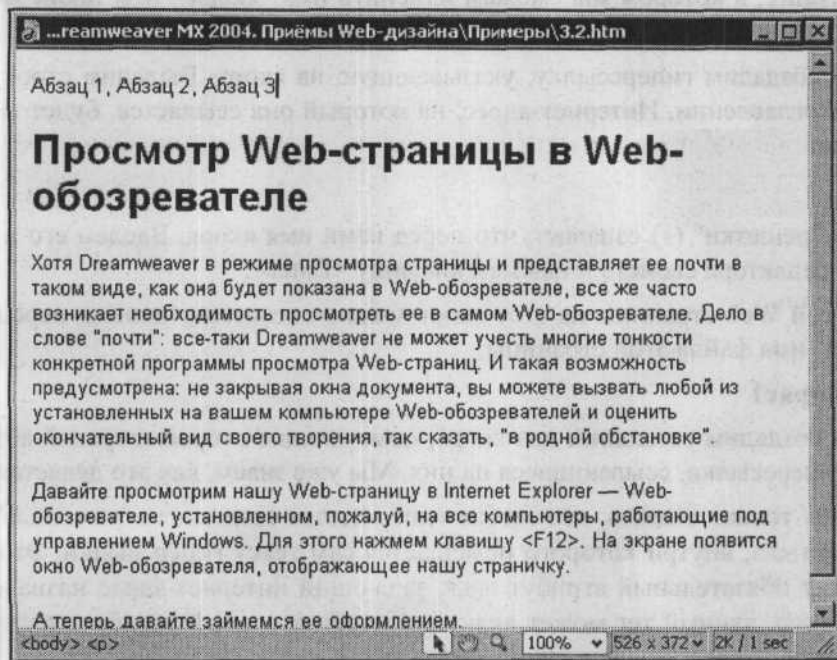 ...reamweaver MX 2004. Приёмы Web-дизайна\Примеры\3.2.htm
Абзац 1, Абзац 2, Абзац 3
Просмотр Web-страницы в Web-
обозревателе
Хотя Dreamweaver в режиме просмотра страницы и представляет ее почти в
таком виде, как она будет показана в Web-обозревателе, все же часто
возникает необходимость просмотреть ее в самом Web-обозревателе. Дело в
слове "почти": все-таки Dreamweaver не может учесть многие тонкости
конкретной программы просмотра Web-страниц. И такая возможность
предусмотрена: не закрывая окна документа, вы можете вызвать любой из
установленных на вашем компьютере Web-обозревателей и оценить
окончательный вид своего творения, так сказать, "в родной обстановке".
Давайте просмотрим нашу Web-страницу в Internet Explorer — Web-
обозревателе, установленном, пожалуй, на все компьютеры, работающие под
управлением Windows. Для этого нажмем клавишу <F12>. На экране появится
окно Web-обозревателя, отображающее нашу страничку.
А теперь давайте займемся ее оформлением.
<body> <p> 100% 526 x 372 2K / 1 sec